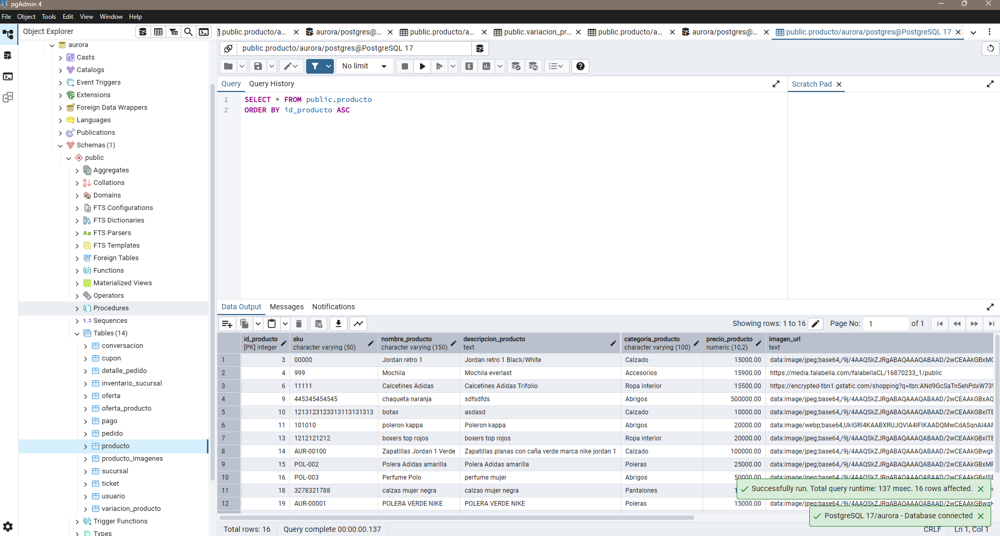 pgAdmin 4
File Object Tools Edit View Window Help
Object Explorer
public.producto/a...
aurora/postgres@...
public.producto/a...
public.variacion_pr...
public.producto/a...
aurora/postgres@...
public.producto/aurora/postgres@PostgreSQL 17
aurora
Casts
Catalogs
Event Triggers
Extensions
Foreign Data Wrappers
Languages
Publications
Schemas (1)
public
Aggregates
Collations
Domains
FTS Configurations
FTS Dictionaries
Aa FTS Parsers
FTS Templates
Foreign Tables
Functions
Materialized Views
Operators
Procedures
1..3 Sequences
Tables (14)
conversacion
cupon
detalle_pedido
inventario_sucursal
oferta
oferta_producto
pago
pedido
producto
producto_imagenes
sucursal
ticket
usuario
variacion_producto
Trigger Functions
Types
public.producto/aurora/postgres@PostgreSQL 17
No limit
E
Query Query History
Scratch Pad
1 SELECT * FROM public.producto
2 ORDER BY id_producto ASC
Data Output Messages Notifications
Showing rows: 1 to 16 Page No: 1 of 1
id_producto sku nombre_producto descripcion_producto categoria_producto precio_producto imagen_url
[PK] integer character varying (50) character varying (150) text character varying (100) numeric (10,2) text
1 3 00000 Jordan retro 1 Jordan retro 1 Black/White Calzado 15000.00 data:image/jpeg;base64,/9j/4AAQSkZJRgABAQAAAQABAAD/2wCEAAkGBxMO
2 4 999 Mochila Mochila everlast Accesorios 15900.00 https://media.falabella.com/falabellaCL/16870233_1/public
3 6 11111 Calcetines Adidas Calcetines Adidas Trifolio Ropa interior 15500.00 https://encrypted-tbn1.gstatic.com/shopping?q=tbn:ANd9GcSaTn5ehPdxW73
4 9 445345454545 chaqueta naranja sdfsdfds Abrigos 500000.00 data:image/jpeg;base64,/9j/4AAQSkZJRgABAQAAAQABAAD/2wCEAAkGBxAQ
5 10 1213123123313113131313 botas asdasd Calzado 10000.00 data:image/jpeg;base64,/9j/4AAQSkZJRgABAQAAAQABAAD/2wCEAAkGBxITE
6 11 101010 poleron kappa Poleron kappa Abrigos 20000.00 data:image/webp;base64,UklGRI4KAABXRUJQVlA4IFIKAADQMwCdASqnAI4AF
7 13 1212121212 boxers top rojos boxers top rojos Ropa interior 20000.00 data:image/jpeg;base64,/9j/4AAQSkZJRgABAQAAAQABAAD/2wCEAAkGBxITE
8 14 AUR-00100 Zapatillas Jordan 1 Verde Zapatillas planas con caña verde marca nike jordan 1 Calzado 100000.00 data:image/jpeg;base64,/9j/4AAQSkZJRgABAQAAAQABAAD/2wCEAAkGBwgH
9 15 POL-002 Polera Adidas amarilla Polera Adidas amarilla Poleras 25000.00 data:image/jpeg;base64,/9j/4AAQSkZJRgABAQAAAQABAAD/2wCEAAkGBxMF
10 16 POL-003 Perfume Polo perfume mujer Abrigos 50000.00 data:image/jpeg;base64,/9j/4AAQSkZJRgABAQAAAQABAAD/2wCEAAkGBxISE
11 18 3278321788 calzas mujer negra calzas mujer negra Pantalones
12 19 AUR-00001 POLERA VERDE NIKE POLERA VERDE NIKE Poleras 15000.00 data:image/jpeg;base64,/9j/4AAQSkZJRgABAQAAAQABAAD/2wCEAAkGBwgH
Successfully run. Total query runtime: 137 msec. 16 rows affected.
PostgreSQL 17/aurora - Database connected
Total rows: 16 Query complete 00:00:00.137 CRLF Ln 1, Col 1